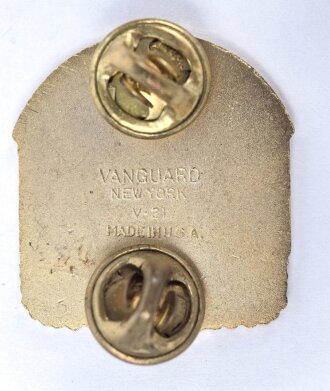 VANGUARD
NEW YORK
V-21
MADE IN U.S.A.